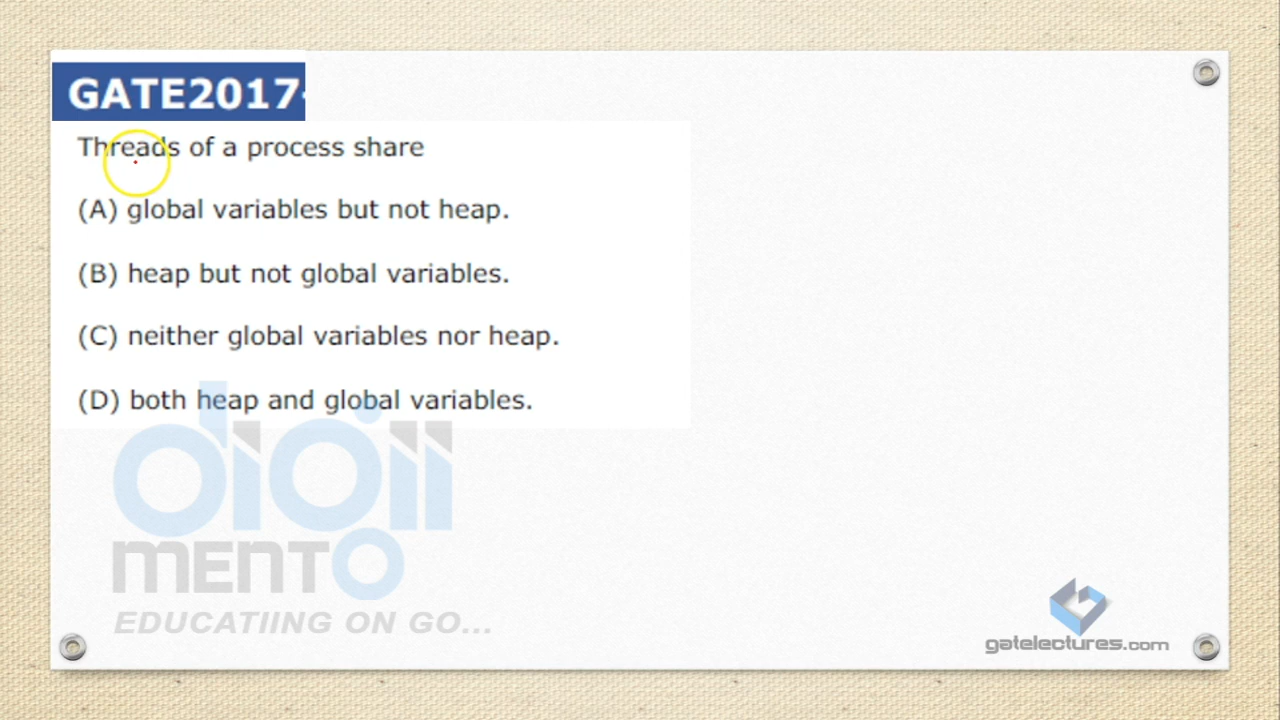 GATE2017-
Threads of a process share
(A) global variables but not heap.
(B) heap but not global variables.
(C) neither global variables nor heap.
(D) both heap and global variables.
digii
mENTO
EDUCATIING ON GO...
gatelectures.com